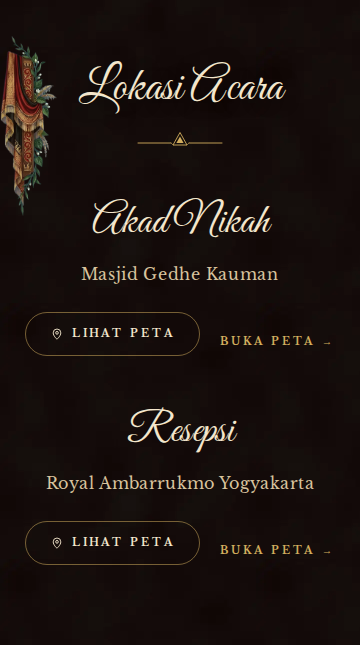 Lokasi Acara
Akad Nikah
Masjid Gedhe Kauman
LIHAT PETA
BUKA PETA →
Resepsi
Royal Ambarrukmo Yogyakarta
LIHAT PETA
BUKA PETA →